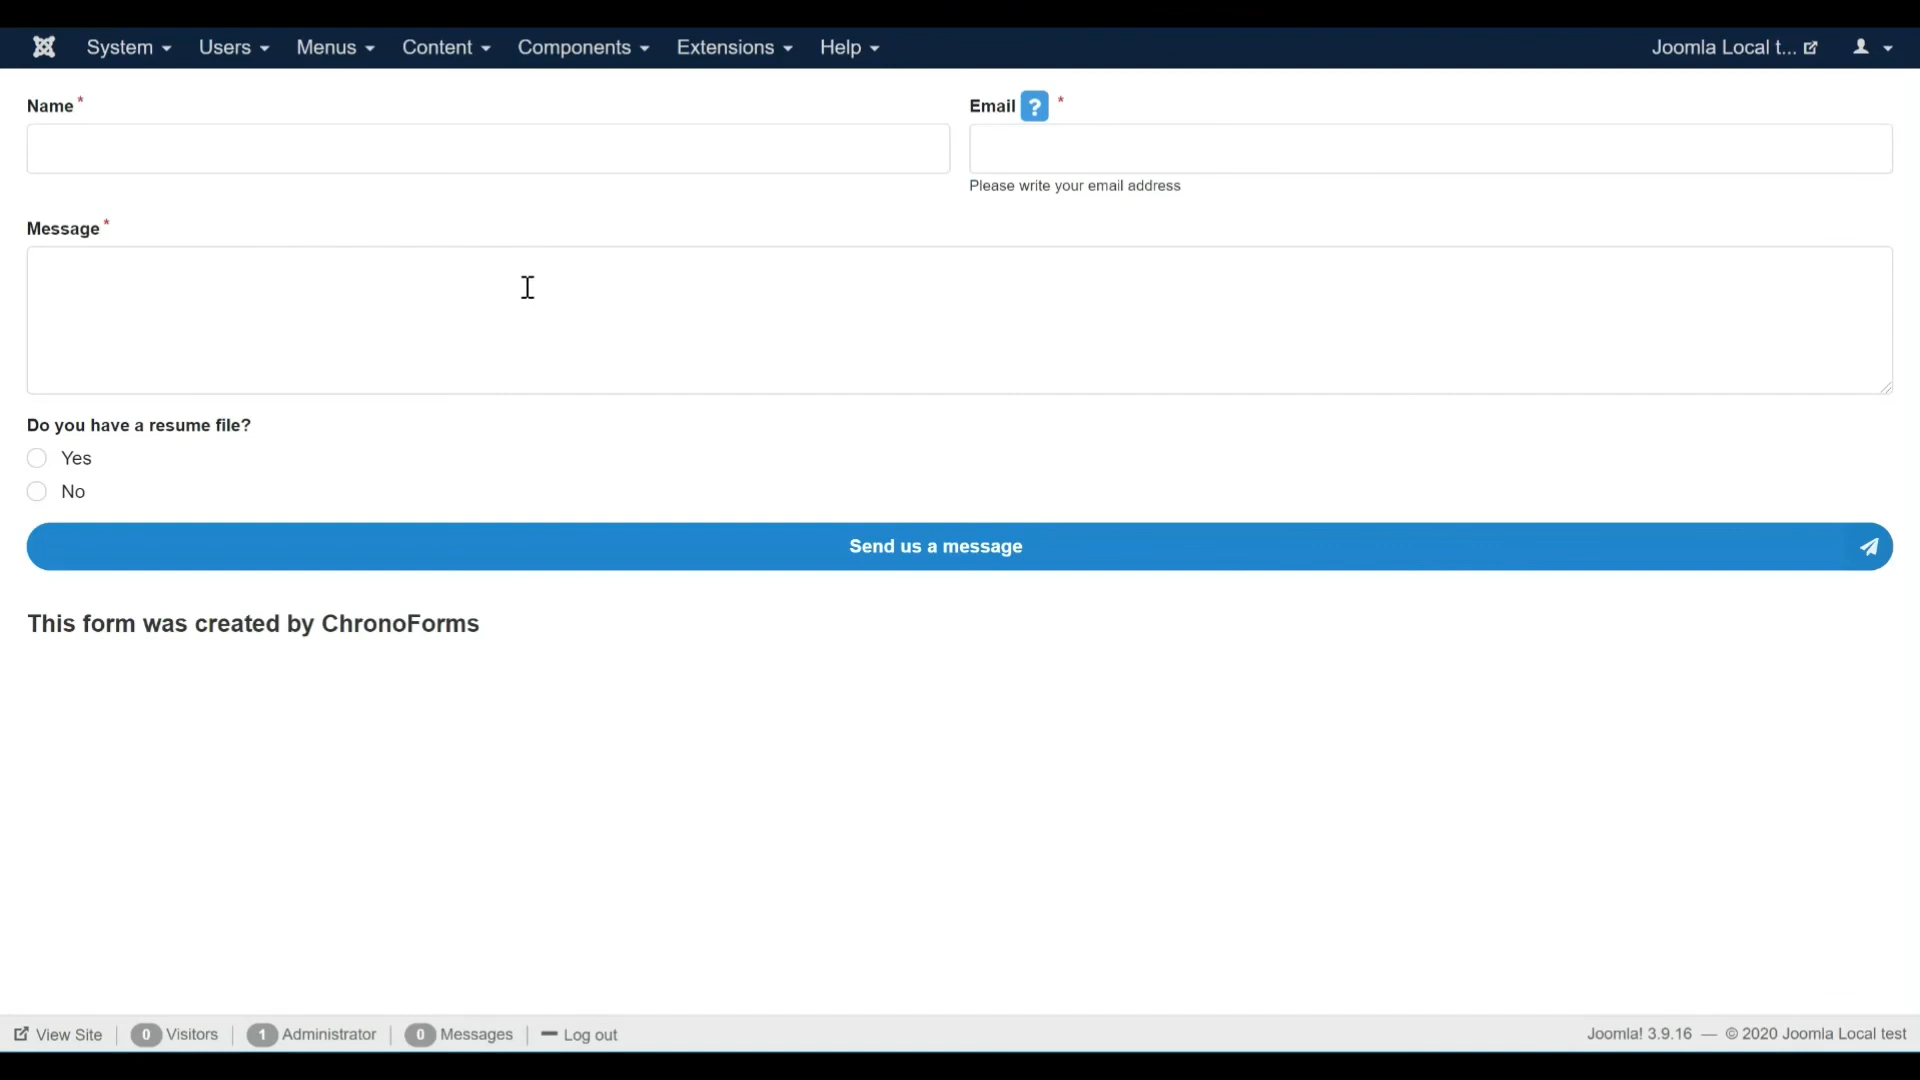 System Users Menus Content Components Extensions Help Joomla Local t...
Name *
Email ? *
Please write your email address
Message *
Do you have a resume file?
Yes
No
Send us a message
This form was created by ChronoForms
View Site 0 Visitors 1 Administrator 0 Messages Log out Joomla! 3.9.16 — © 2020 Joomla Local test